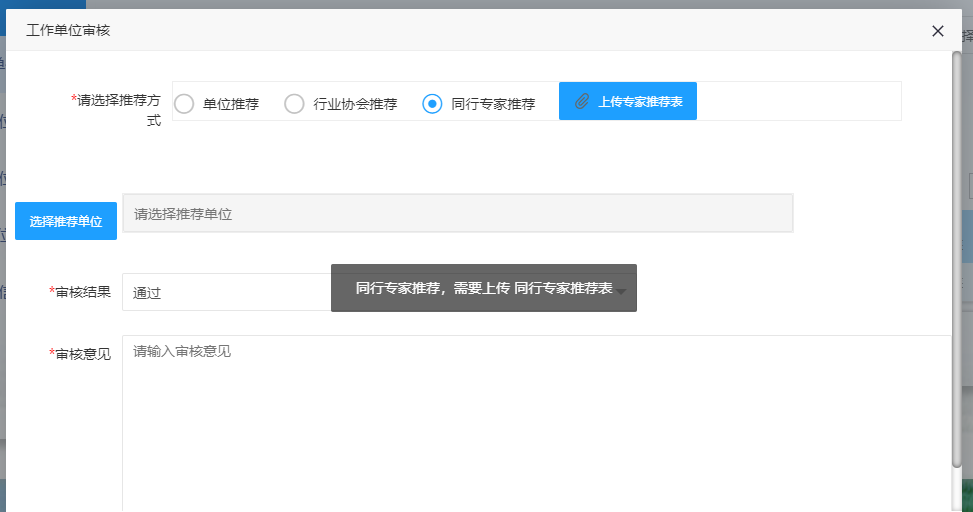 工作单位审核
*请选择推荐方式
单位推荐
行业协会推荐
同行专家推荐
上传专家推荐表
选择推荐单位
请选择推荐单位
*审核结果
通过
同行专家推荐，需要上传 同行专家推荐表
*审核意见
请输入审核意见